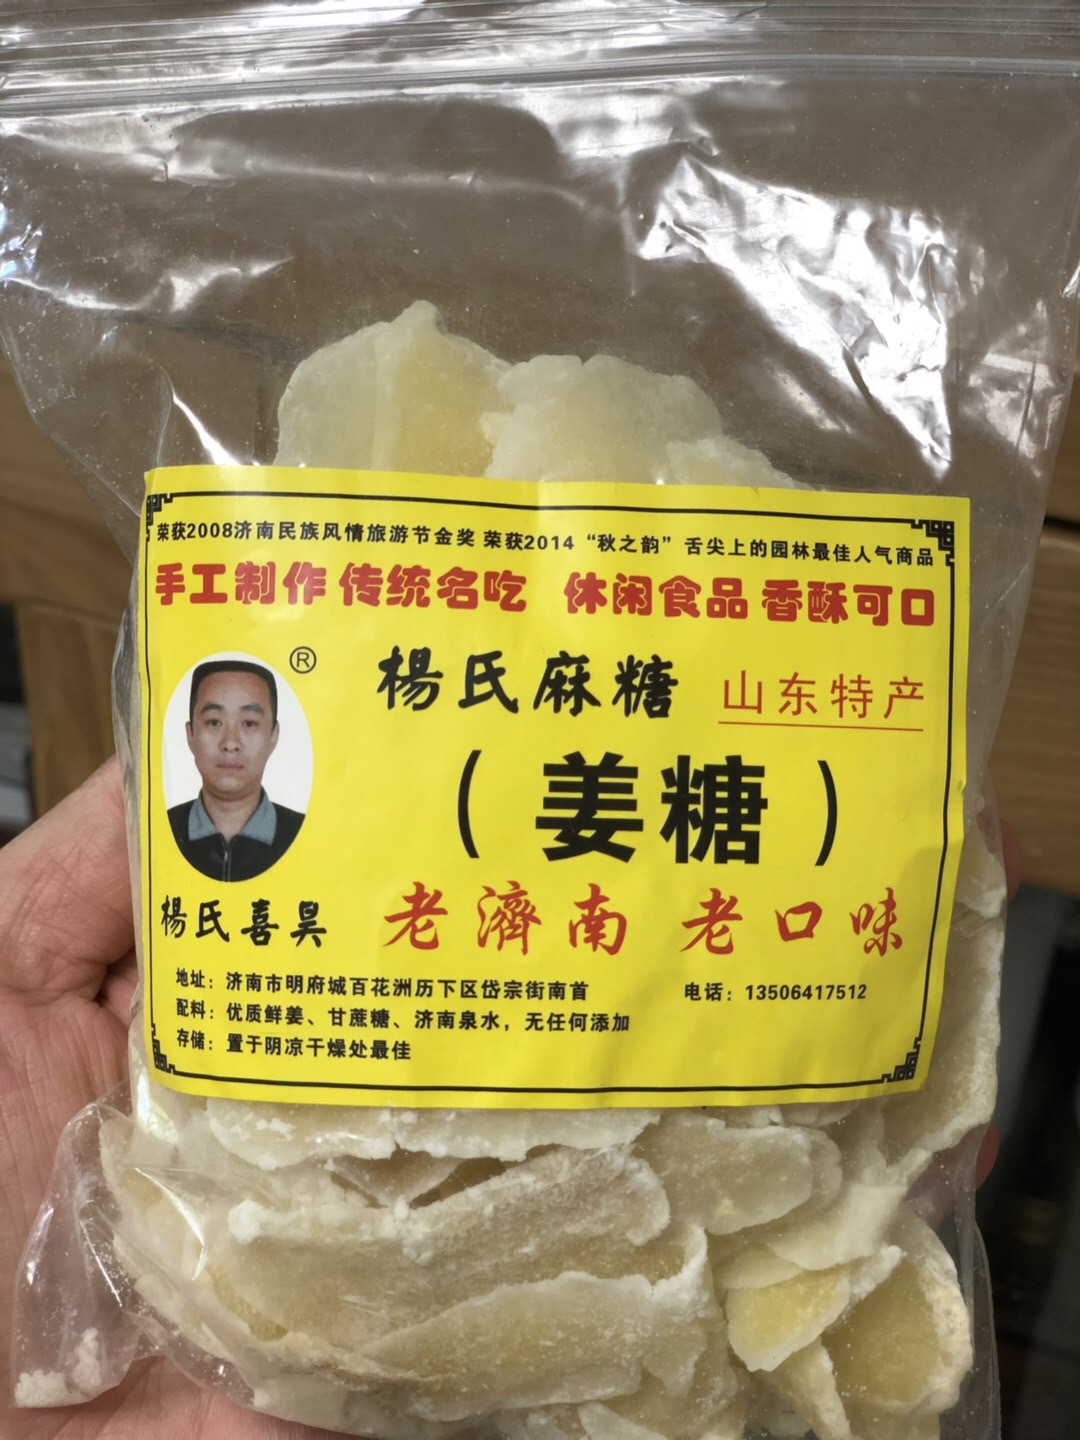 荣获2008济南民族风情旅游节金奖 荣获2014“秋之韵”舌尖上的园林最佳人气商品
手工制作 传统名吃 休闲食品 香酥可口
®
楊氏麻糖 山东特产
（姜糖）
楊氏喜昊
老濟南 老口味
地址：济南市明府城百花洲历下区岱宗街南首 电话：13506417512
配料：优质鲜姜、甘蔗糖、济南泉水，无任何添加
存储：置于阴凉干燥处最佳